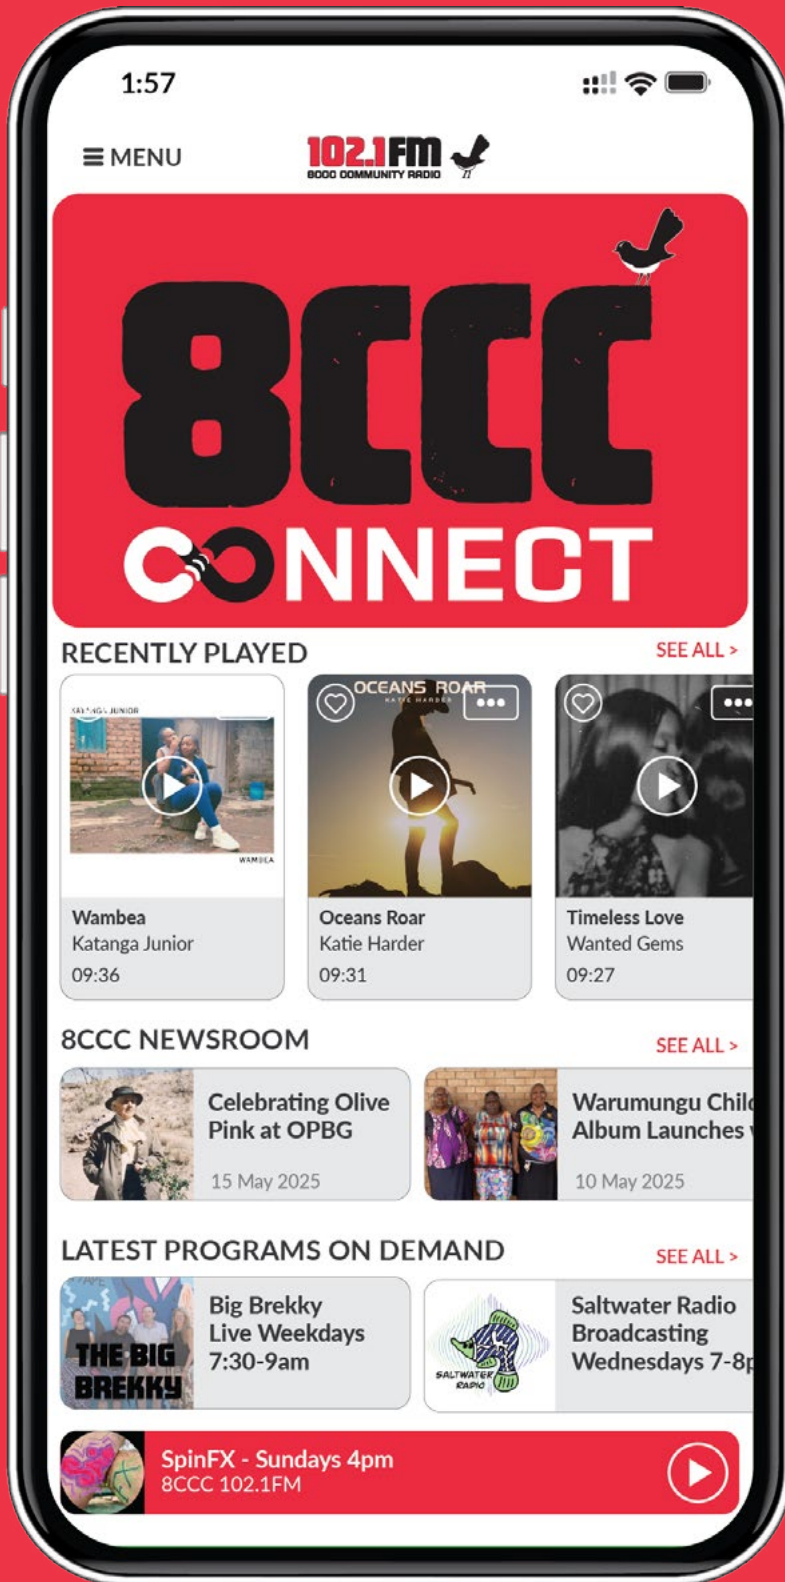 1:57
MENU
102.1FM
8CCC COMMUNITY RADIO
8CCC
CONNECT
RECENTLY PLAYED
SEE ALL >
KATANGA JUNIOR
WAMBEA
OCEANS ROAR
KATIE HARDER
Wambea
Katanga Junior
09:36
Oceans Roar
Katie Harder
09:31
Timeless Love
Wanted Gems
09:27
8CCC NEWSROOM
SEE ALL >
Celebrating Olive
Pink at OPBG
15 May 2025
Warumungu Chil
Album Launches
10 May 2025
LATEST PROGRAMS ON DEMAND
SEE ALL >
THE BIG
BREKKY
Big Brekky
Live Weekdays
7:30-9am
SALTWATER
RADIO
Saltwater Radio
Broadcasting
Wednesdays 7-8p
SpinFX - Sundays 4pm
8CCC 102.1FM